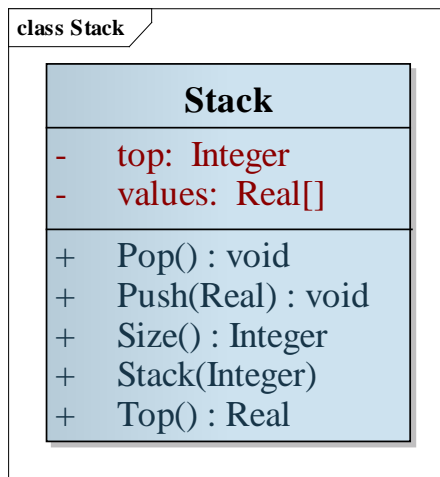 class Stack
Stack
- top: Integer
- values: Real[]
+ Pop() : void
+ Push(Real) : void
+ Size() : Integer
+ Stack(Integer)
+ Top() : Real